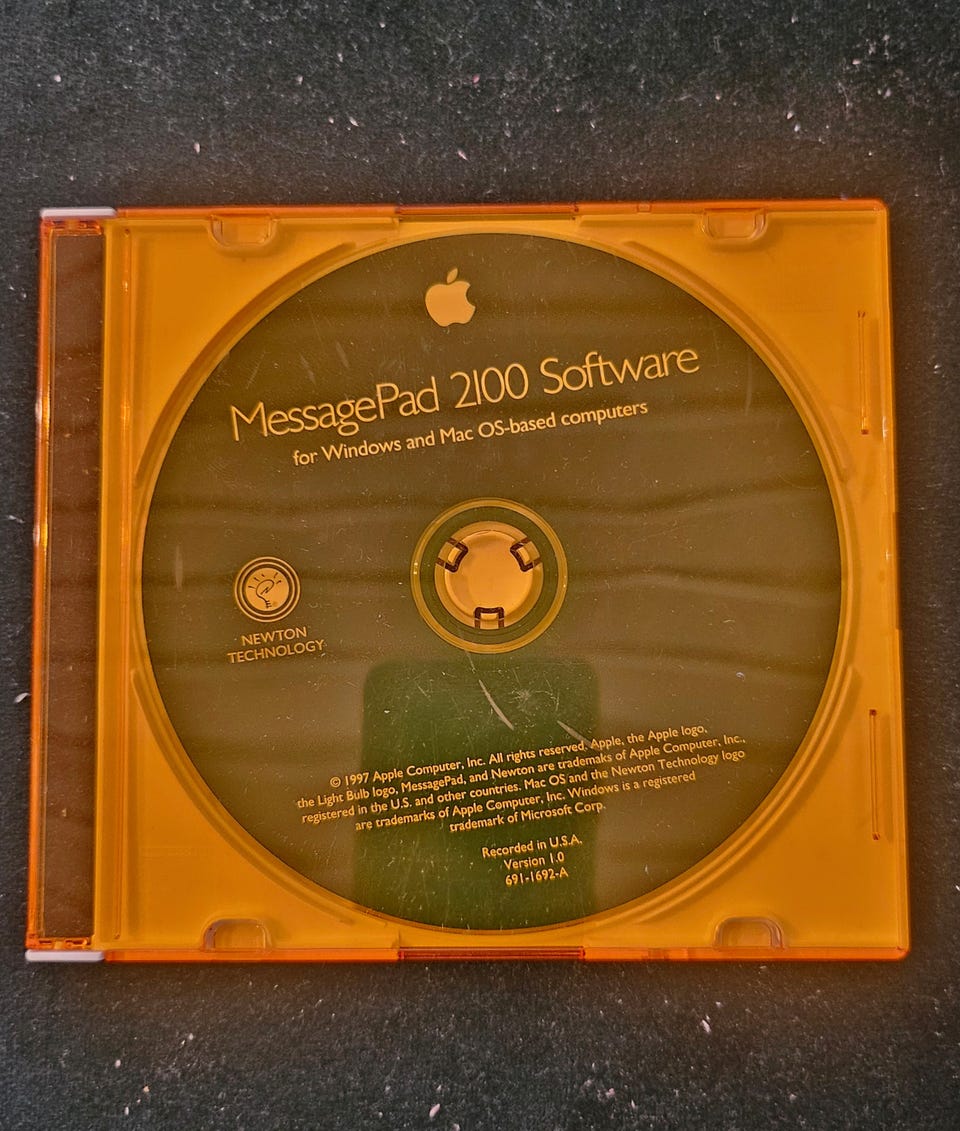 MessagePad 2100 Software
for Windows and Mac OS-based computers
NEWTON
TECHNOLOGY
© 1997 Apple Computer, Inc. All rights reserved. Apple, the Apple logo,
the Light Bulb logo, MessagePad, and Newton are trademaks of Apple Computer, Inc.,
registered in the U.S. and other countries. Mac OS and the Newton Technology logo
are trademarks of Apple Computer, Inc. Windows is a registered
trademark of Microsoft Corp.
Recorded in U.S.A.
Version 1.0
691-1692-A